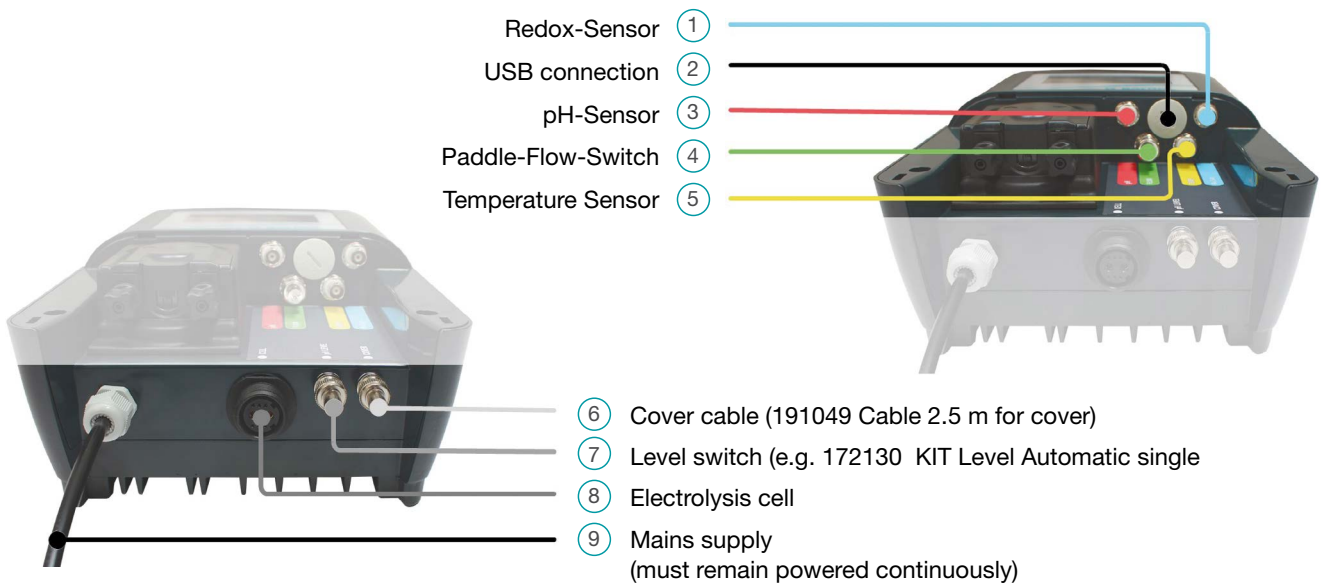 Redox-Sensor 1
USB connection 2
pH-Sensor 3
Paddle-Flow-Switch 4
Temperature Sensor 5
6 Cover cable (191049 Cable 2.5 m for cover)
7 Level switch (e.g. 172130  KIT Level Automatic single
8 Electrolysis cell
9 Mains supply
(must remain powered continuously)